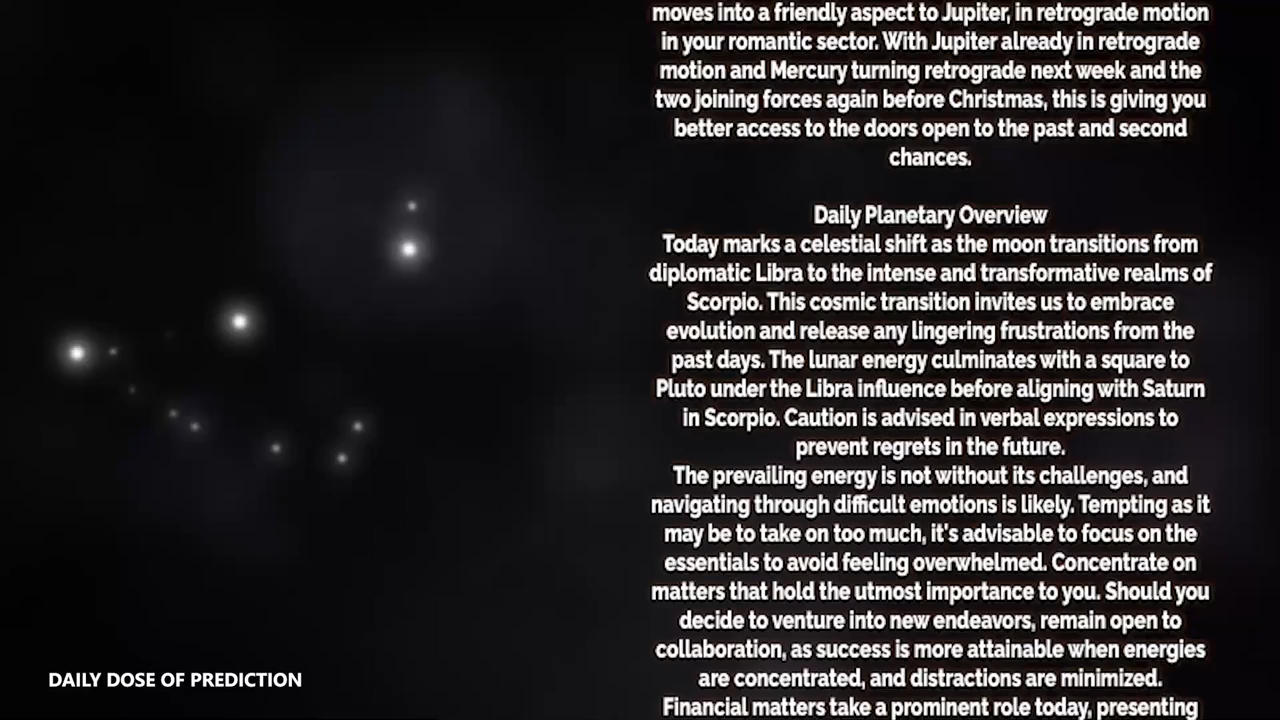 moves into a friendly aspect to Jupiter, in retrograde motion
in your romantic sector. With Jupiter already in retrograde
motion and Mercury turning retrograde next week and the
two joining forces again before Christmas, this is giving you
better access to the doors open to the past and second
chances.
Daily Planetary Overview
Today marks a celestial shift as the moon transitions from
diplomatic Libra to the intense and transformative realms of
Scorpio. This cosmic transition invites us to embrace
evolution and release any lingering frustrations from the
past days. The lunar energy culminates with a square to
Pluto under the Libra influence before aligning with Saturn
in Scorpio. Caution is advised in verbal expressions to
prevent regrets in the future.
The prevailing energy is not without its challenges, and
navigating through difficult emotions is likely. Tempting as it
may be to take on too much, it's advisable to focus on the
essentials to avoid feeling overwhelmed. Concentrate on
matters that hold the utmost importance to you. Should you
decide to venture into new endeavors, remain open to
collaboration, as success is more attainable when energies
are concentrated, and distractions are minimized.
Financial matters take a prominent role today, presenting
DAILY DOSE OF PREDICTION